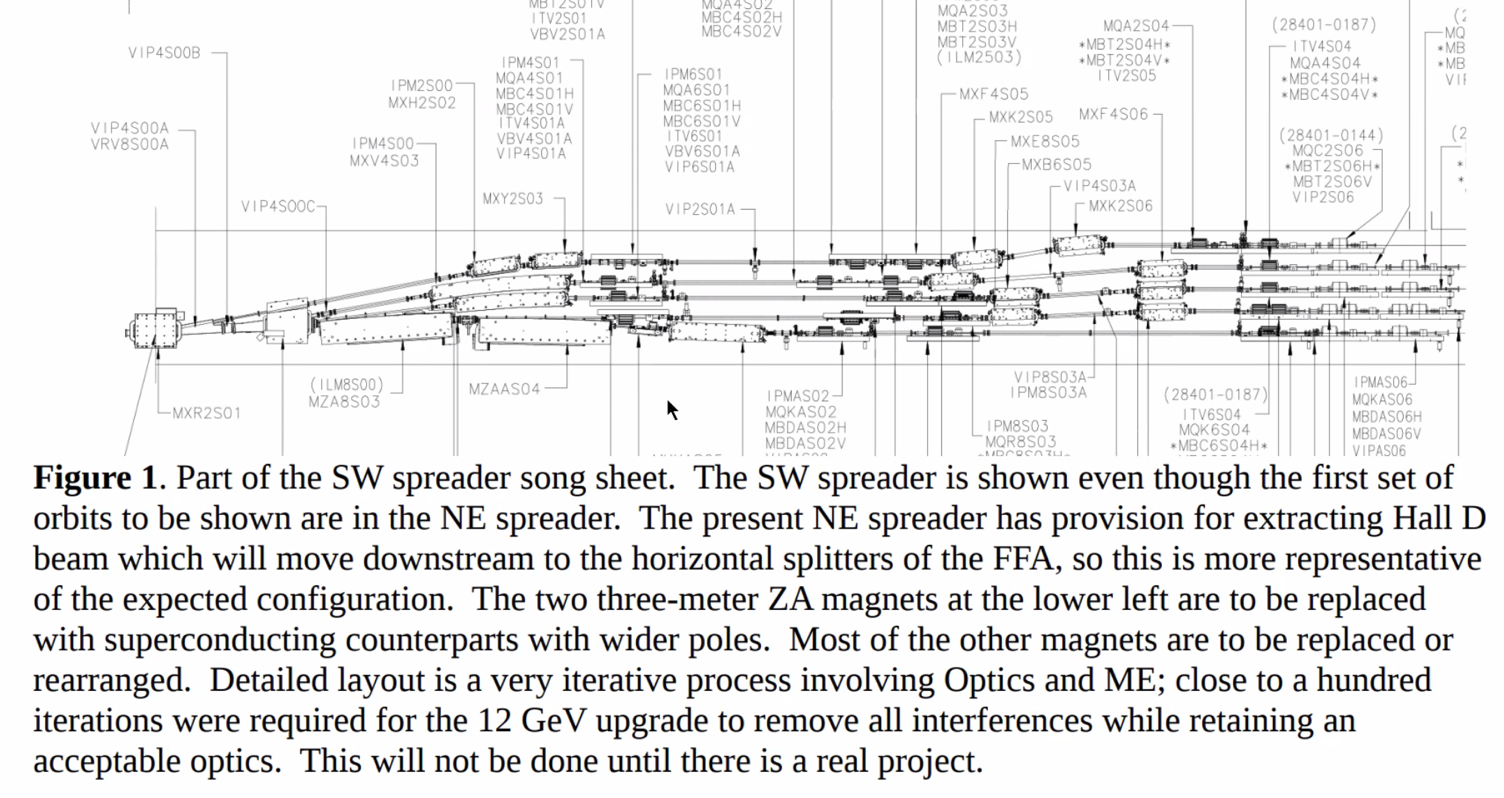 MBT2S01V
ITV2S01
VBV2S01A
MQA4S02
MBC4S02H
MBC4S02V
MQA2S03
MBT2S03H
MBT2S03V
(ILM2S03)
MQA2S04
*MBT2S04H*
*MBT2S04V*
ITV2S05
(28401-0187)
ITV4S04
MQA4S04
*MBC4S04H*
*MBC4S04V*
VIP4S00B
IPM2S00
MXH2S02
IPM4S01
MQA4S01
MBC4S01H
MBC4S01V
ITV4S01A
VBV4S01A
VIP4S01A
IPM6S01
MQA6S01
MBC6S01H
MBC6S01V
ITV6S01
VBV6S01A
VIP6S01A
MXF4S05
MXK2S05
MXF4S06
MXE8S05
MXB6S05
VIP4S03A
MXK2S06
(28401-0144)
MQC2S06
*MBT2S06H*
MBT2S06V
VIP2S06
VIP4S00A
VRV8S00A
IPM4S00
MXV4S03
VIP4S00C
MXY2S03
VIP2S01A
(ILM8S00)
MZA8S03
MZAAS04
MXR2S01
IPMAS02
MQKAS02
MBDAS02H
MBDAS02V
VIP8S03A
IPM8S03A
IPM8S03
MQR8S03
(28401-0187)
ITV6S04
MQK6S04
*MBC6S04H*
IPMAS06
MQKAS06
MBDAS06H
MBDAS06V
VIPAS06
Figure 1. Part of the SW spreader song sheet. The SW spreader is shown even though the first set of
orbits to be shown are in the NE spreader. The present NE spreader has provision for extracting Hall D
beam which will move downstream to the horizontal splitters of the FFA, so this is more representative
of the expected configuration. The two three-meter ZA magnets at the lower left are to be replaced
with superconducting counterparts with wider poles. Most of the other magnets are to be replaced or
rearranged. Detailed layout is a very iterative process involving Optics and ME; close to a hundred
iterations were required for the 12 GeV upgrade to remove all interferences while retaining an
acceptable optics. This will not be done until there is a real project.